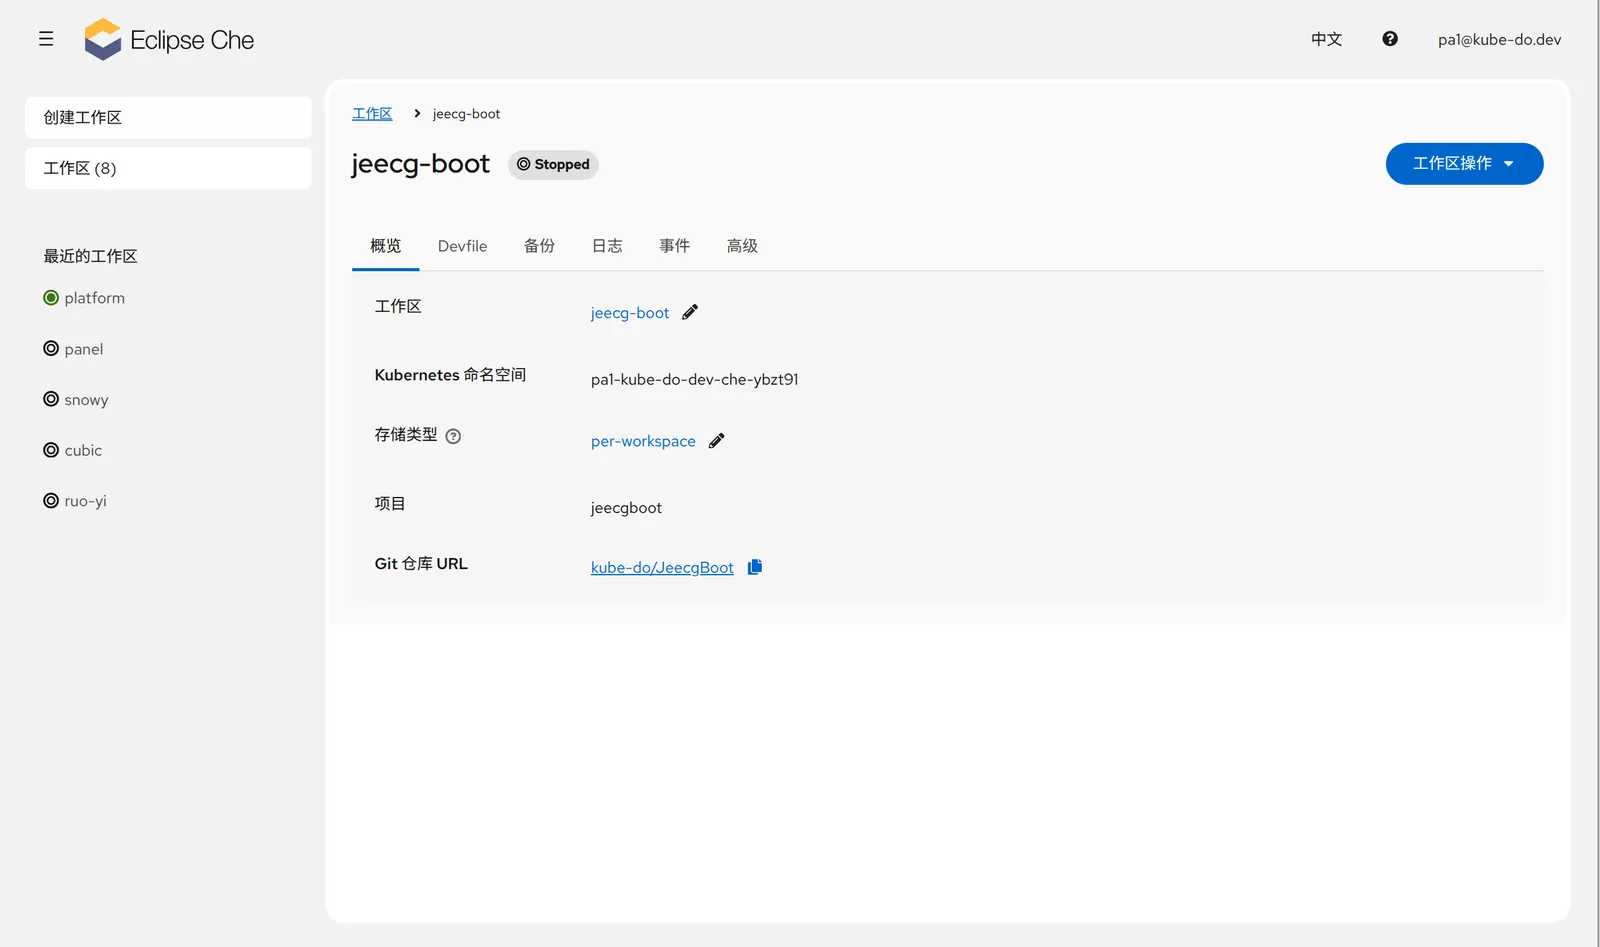 Eclipse Che
中文
pa1@kube-do.dev
创建工作区
工作区 (8)
最近的工作区
platform
panel
snowy
cubic
ruo-yi
工作区 > jeecg-boot
jeecg-boot
Stopped
工作区操作
概览 Devfile 备份 日志 事件 高级
工作区 jeecg-boot
Kubernetes 命名空间 pa1-kube-do-dev-che-ybzt91
存储类型 per-workspace
项目 jeecgboot
Git 仓库 URL kube-do/JeecgBoot